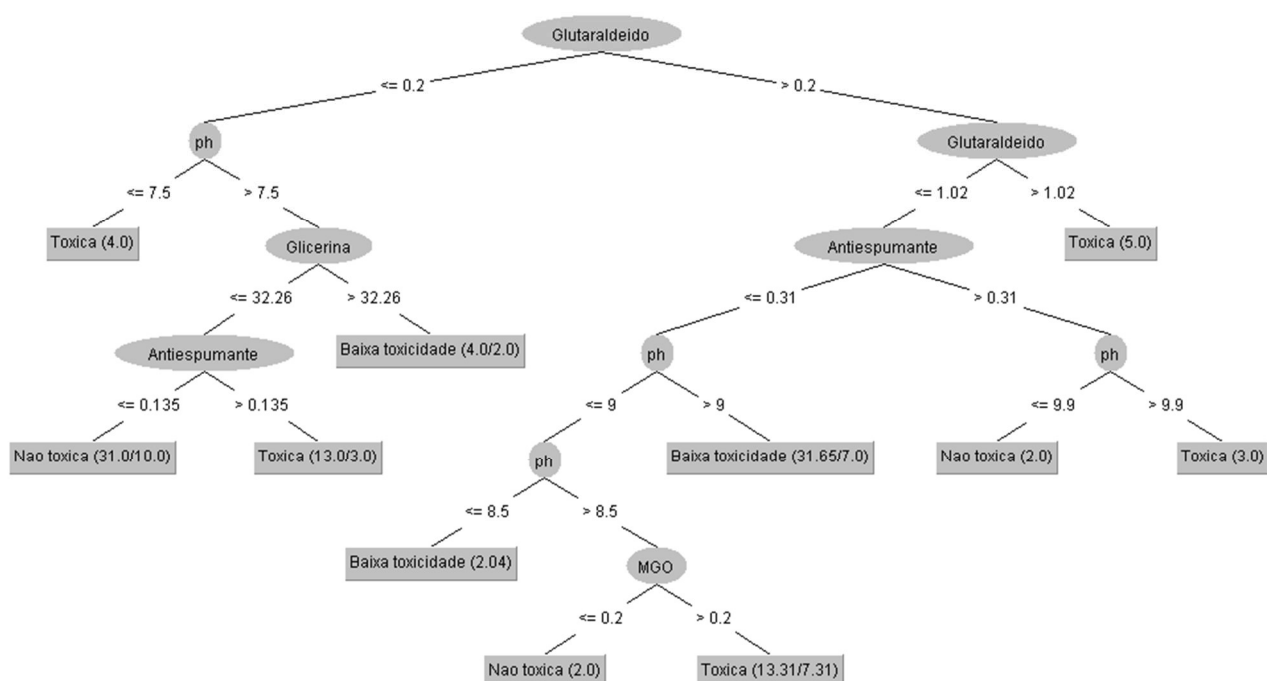 Glutaraldeido
<= 0.2 > 0.2
ph Glutaraldeido
<= 7.5 > 7.5 <= 1.02 > 1.02
Toxica (4.0) Glicerina Antiespumante Toxica (5.0)
<= 32.26 > 32.26 <= 0.31 > 0.31
Antiespumante Baixa toxicidade (4.0/2.0) ph ph
<= 0.135 > 0.135 <= 9 > 9 <= 9.9 > 9.9
Nao toxica (31.0/10.0) Toxica (13.0/3.0) ph Baixa toxicidade (31.65/7.0) Nao toxica (2.0) Toxica (3.0)
<= 8.5 > 8.5
Baixa toxicidade (2.04) MGO
<= 0.2 > 0.2
Nao toxica (2.0) Toxica (13.31/7.31)